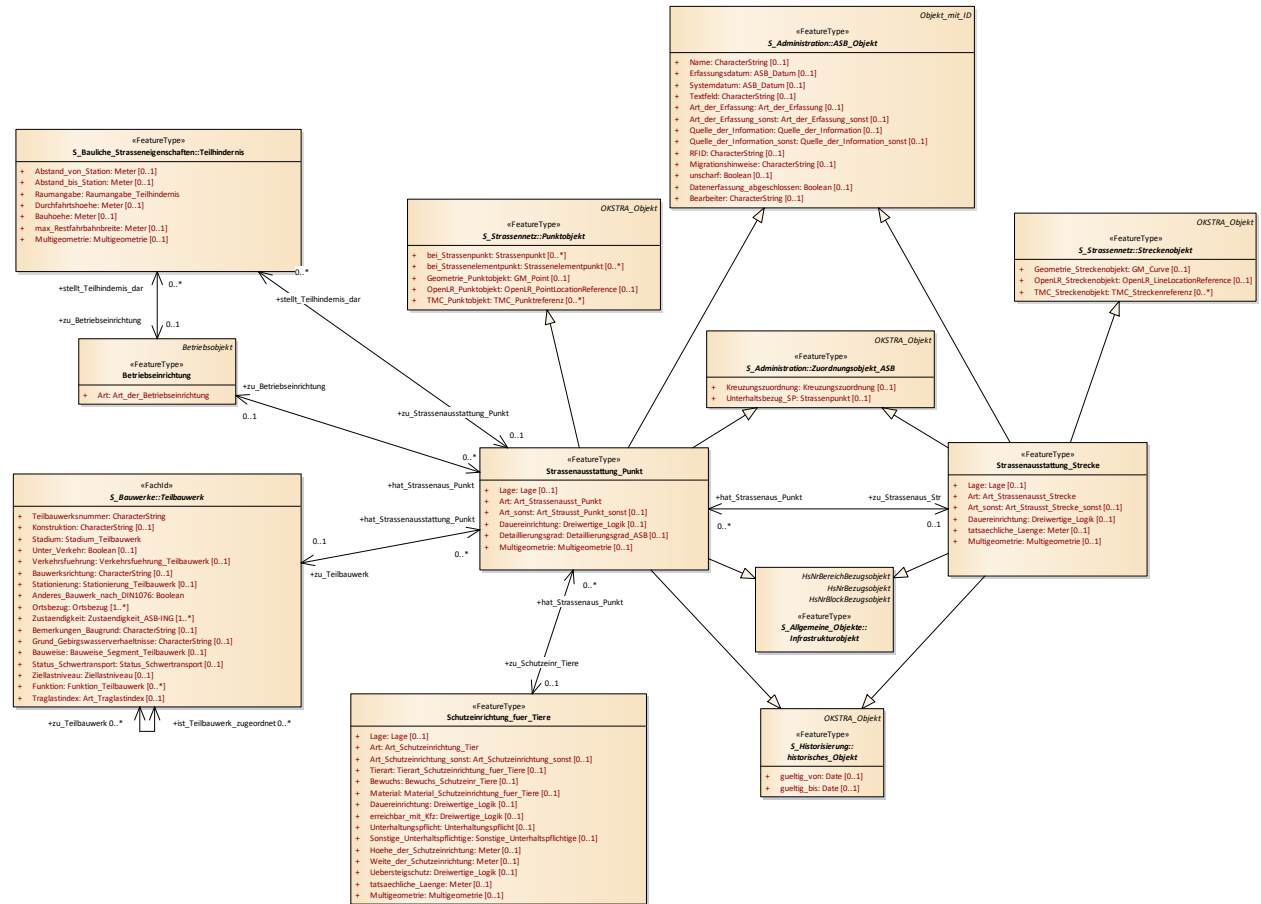 Objekt_mit_ID
«FeatureType»
S_Administration::ASB_Objekt
+ Name: CharacterString [0..1]
+ Erfassungsdatum: ASB_Datum [0..1]
+ Systemdatum: ASB_Datum [0..1]
+ Textfeld: CharacterString [0..1]
+ Art_der_Erfassung: Art_der_Erfassung [0..1]
+ Art_der_Erfassung_sonst: Art_der_Erfassung_sonst [0..1]
+ Quelle_der_Information: Quelle_der_Information [0..1]
+ Quelle_der_Information_sonst: Quelle_der_Information_sonst [0..1]
+ RFID: CharacterString [0..1]
+ Migrationshinweise: CharacterString [0..1]
+ unscharf: Boolean [0..1]
+ Datenerfassung_abgeschlossen: Boolean [0..1]
+ Bearbeiter: CharacterString [0..1]
«FeatureType»
S_Bauliche_Strasseneigenschaften::Teilhindernis
+ Abstand_von_Station: Meter [0..1]
+ Abstand_bis_Station: Meter [0..1]
+ Raumangabe: Raumangabe_Teilhindernis
+ Durchfahrtshoehe: Meter [0..1]
+ Bauhoehe: Meter [0..1]
+ max_Restfahrbahnbreite: Meter [0..1]
+ Multigeometrie: Multigeometrie [0..1]
OKSTRA_Objekt
«FeatureType»
S_Strassennetz::Punktobjekt
+ bei_Strassenpunkt: Strassenpunkt [0..*]
+ bei_Strassenelementpunkt: Strassenelementpunkt [0..*]
+ Geometrie_Punktobjekt: GM_Point [0..1]
+ OpenLR_Punktobjekt: OpenLR_PointLocationReference [0..1]
+ TMC_Punktobjekt: TMC_Punktreferenz [0..*]
OKSTRA_Objekt
«FeatureType»
S_Strassennetz::Streckenobjekt
+ Geometrie_Streckenobjekt: GM_Curve [0..1]
+ OpenLR_Streckenobjekt: OpenLR_LineLocationReference [0..1]
+ TMC_Streckenobjekt: TMC_Streckenreferenz [0..*]
+stellt_Teilhindernis_dar
0..*
0..*
+stellt_Teilhindernis_dar
+zu_Betriebseinrichtung
0..1
Betriebsobjekt
«FeatureType»
Betriebseinrichtung
+ Art: Art_der_Betriebseinrichtung
+zu_Betriebseinrichtung
0..1
OKSTRA_Objekt
«FeatureType»
S_Administration::Zuordnungsobjekt_ASB
+ Kreuzungszuordnung: Kreuzungszuordnung [0..1]
+ Unterhaltsbezug_SP: Strassenpunkt [0..1]
+zu_Strassenausstattung_Punkt
0..1
0..*
+hat_Strassenaus_Punkt
«FeatureType»
Strassenausstattung_Punkt
+ Lage: Lage [0..1]
+ Art: Art_Strassenausst_Punkt
+ Art_sonst: Art_Strausst_Punkt_sonst [0..1]
+ Dauereinrichtung: Dreiwertige_Logik [0..1]
+ Detaillierungsgrad: Detaillierungsgrad_ASB [0..1]
+ Multigeometrie: Multigeometrie [0..1]
+hat_Strassenaus_Punkt
0..*
+zu_Strassenaus_Str
0..1
«FeatureType»
Strassenausstattung_Strecke
+ Lage: Lage [0..1]
+ Art: Art_Strassenausst_Strecke
+ Art_sonst: Art_Strausst_Strecke_sonst [0..1]
+ Dauereinrichtung: Dreiwertige_Logik [0..1]
+ tatsaechliche_Laenge: Meter [0..1]
+ Multigeometrie: Multigeometrie [0..1]
«FachId»
S_Bauwerke::Teilbauwerk
+ Teilbauwerksnummer: CharacterString
+ Konstruktion: CharacterString [0..1]
+ Stadium: Stadium_Teilbauwerk
+ Unter_Verkehr: Boolean [0..1]
+ Verkehrsfuehrung: Verkehrsfuehrung_Teilbauwerk [0..1]
+ Bauwerksrichtung: CharacterString [0..1]
+ Stationierung: Stationierung_Teilbauwerk [0..1]
+ Anderes_Bauwerk_nach_DIN1076: Boolean
+ Ortsbezug: Ortsbezug [1..*]
+ Zustaendigkeit: Zustaendigkeit_ASB-ING [1..*]
+ Bemerkungen_Baugrund: CharacterString [0..1]
+ Grund_Gebirgswasserverhaeltnisse: CharacterString [0..1]
+ Bauweise: Bauweise_Segment_Teilbauwerk [0..1]
+ Status_Schwertransport: Status_Schwertransport [0..1]
+ Ziellastniveau: Ziellastniveau [0..1]
+ Funktion: Funktion_Teilbauwerk [0..*]
+ Traglastindex: Art_Traglastindex [0..1]
+hat_Strassenausstattung_Punkt
0..1
0..*
+zu_Teilbauwerk
+zu_Teilbauwerk 0..*
+ist_Teilbauwerk_zugeordnet 0..*
0..*
+hat_Strassenaus_Punkt
+zu_Schutzeinr_Tiere
0..1
HsNrBereichBezugsobjekt
HsNrBezugsobjekt
HsNrBlockBezugsobjekt
«FeatureType»
S_Allgemeine_Objekte::
Infrastrukturobjekt
«FeatureType»
Schutzeinrichtung_fuer_Tiere
+ Lage: Lage [0..1]
+ Art: Art_Schutzeinrichtung_Tier
+ Art_Schutzeinrichtung_sonst: Art_Schutzeinrichtung_sonst [0..1]
+ Tierart: Tierart_Schutzeinrichtung_fuer_Tiere [0..1]
+ Bewuchs: Bewuchs_Schutzeinr_Tiere [0..1]
+ Material: Material_Schutzeinrichtung_fuer_Tiere [0..1]
+ Dauereinrichtung: Dreiwertige_Logik [0..1]
+ erreichbar_mit_Kfz: Dreiwertige_Logik [0..1]
+ Unterhaltungspflicht: Unterhaltungspflicht [0..1]
+ Sonstige_Unterhaltspflichtige: Sonstige_Unterhaltspflichtige [0..1]
+ Hoehe_der_Schutzeinrichtung: Meter [0..1]
+ Weite_der_Schutzeinrichtung: Meter [0..1]
+ Uebersteigschutz: Dreiwertige_Logik [0..1]
+ tatsaechliche_Laenge: Meter [0..1]
+ Multigeometrie: Multigeometrie [0..1]
OKSTRA_Objekt
«FeatureType»
S_Historisierung::
historisches_Objekt
+ gueltig_von: Date [0..1]
+ gueltig_bis: Date [0..1]